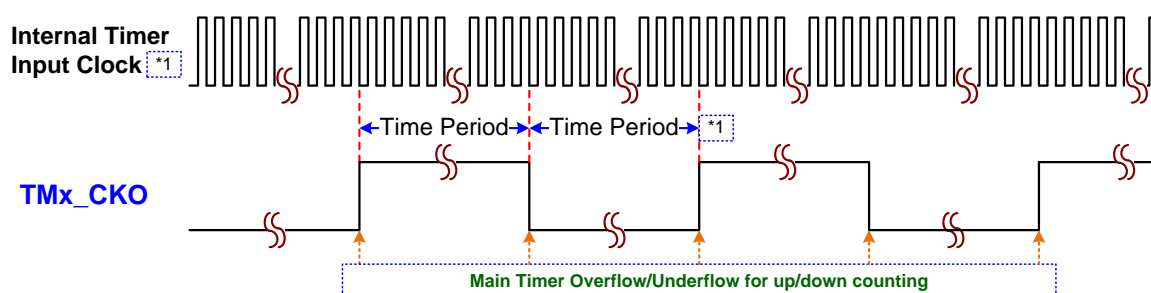 Internal Timer
Input Clock *1
Time Period Time Period *1
TMx_CKO
Main Timer Overflow/Underflow for up/down counting